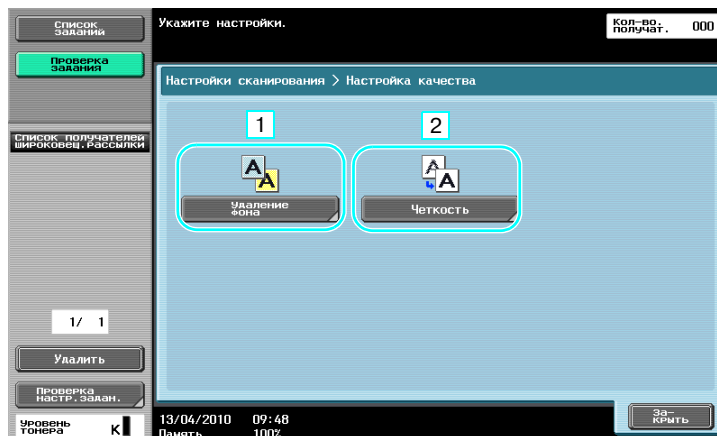 Список
заданий
Укажите настройки.
Кол-во.
получат.
000
Проверка
задания
Настройки сканирования > Настройка качества
Список получателей
широковещ.рассылки
1
2
Удаление
фона
Четкость
1/ 1
Удалить
Проверка
настр.задан.
Уровень
тонера
K
13/04/2010 09:48
Память 100%
За-
крыть